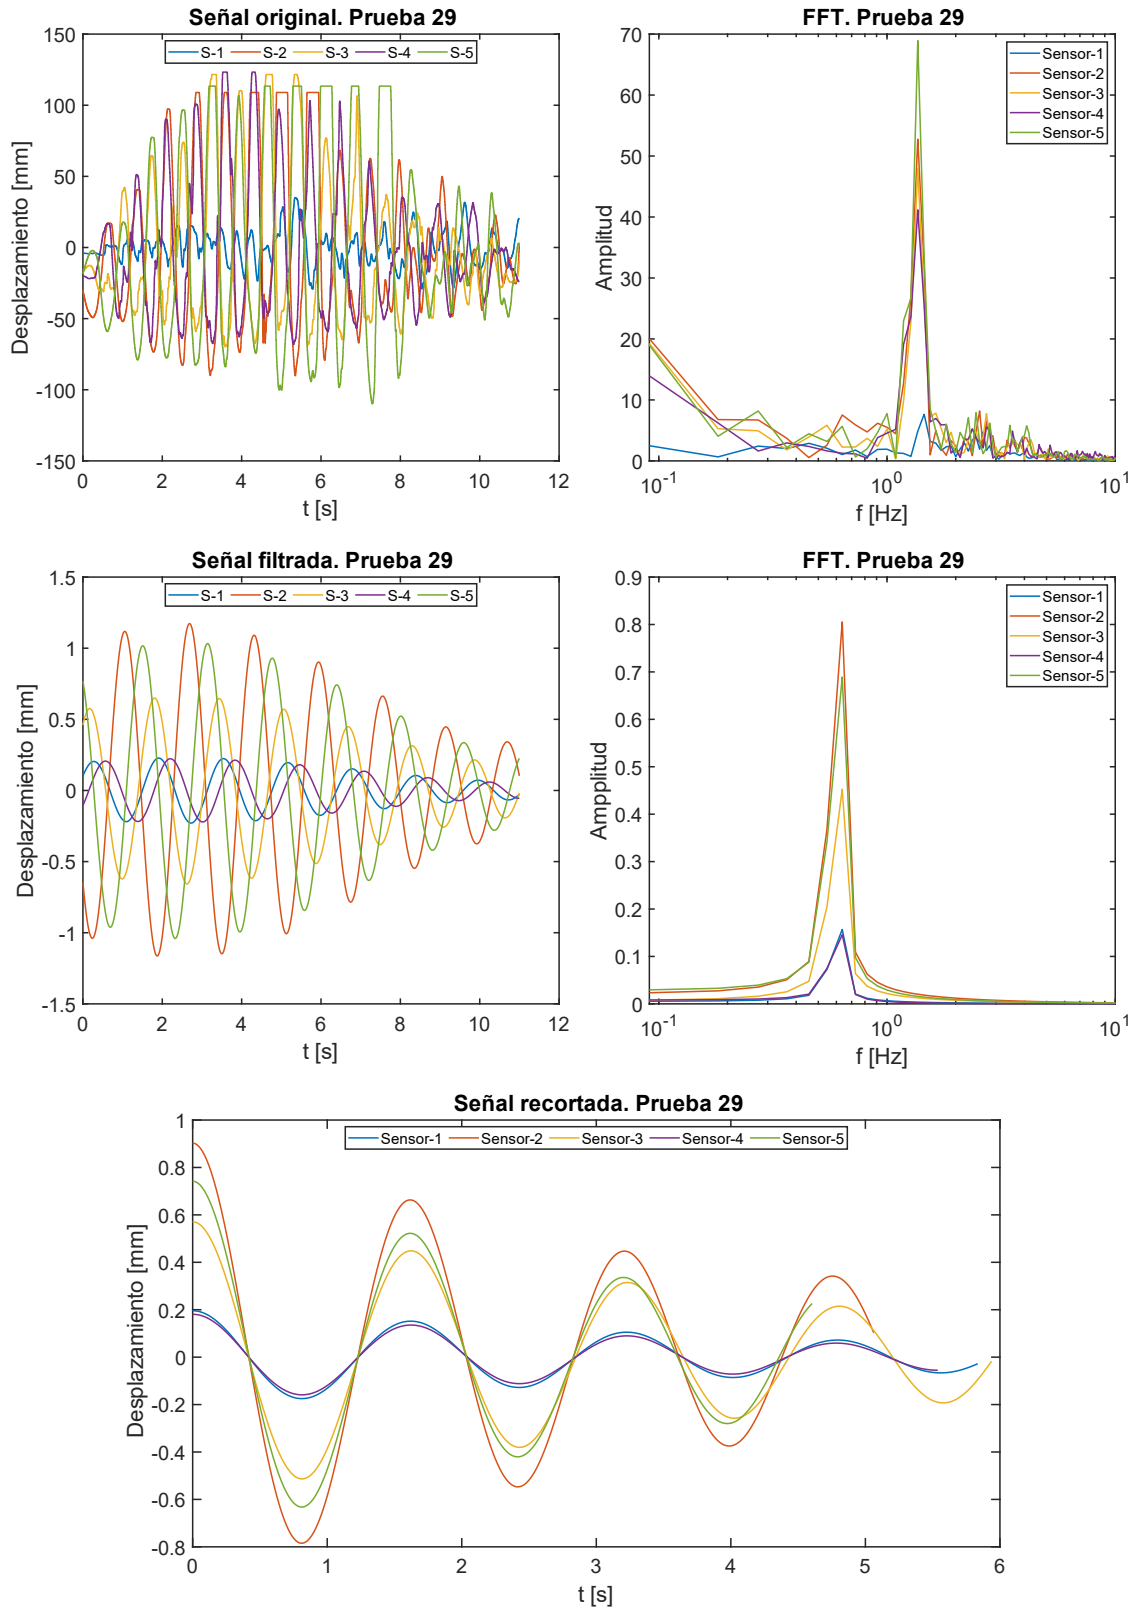 Señal original. Prueba 29
S-1 S-2 S-3 S-4 S-5
150
100
50
0
-50
-100
-150
Desplazamiento [mm]
0 2 4 6 8 10 12
t [s]
FFT. Prueba 29
Sensor-1
Sensor-2
Sensor-3
Sensor-4
Sensor-5
70
60
50
40
30
20
10
0
Amplitud
10^-1 10^0 10^1
f [Hz]
Señal filtrada. Prueba 29
S-1 S-2 S-3 S-4 S-5
1.5
1
0.5
0
-0.5
-1
-1.5
Desplazamiento [mm]
0 2 4 6 8 10 12
t [s]
FFT. Prueba 29
Sensor-1
Sensor-2
Sensor-3
Sensor-4
Sensor-5
0.9
0.8
0.7
0.6
0.5
0.4
0.3
0.2
0.1
0
Ampplitud
10^-1 10^0 10^1
f [Hz]
Señal recortada. Prueba 29
Sensor-1 Sensor-2 Sensor-3 Sensor-4 Sensor-5
1
0.8
0.6
0.4
0.2
0
-0.2
-0.4
-0.6
-0.8
Desplazamiento [mm]
0 1 2 3 4 5 6
t [s]